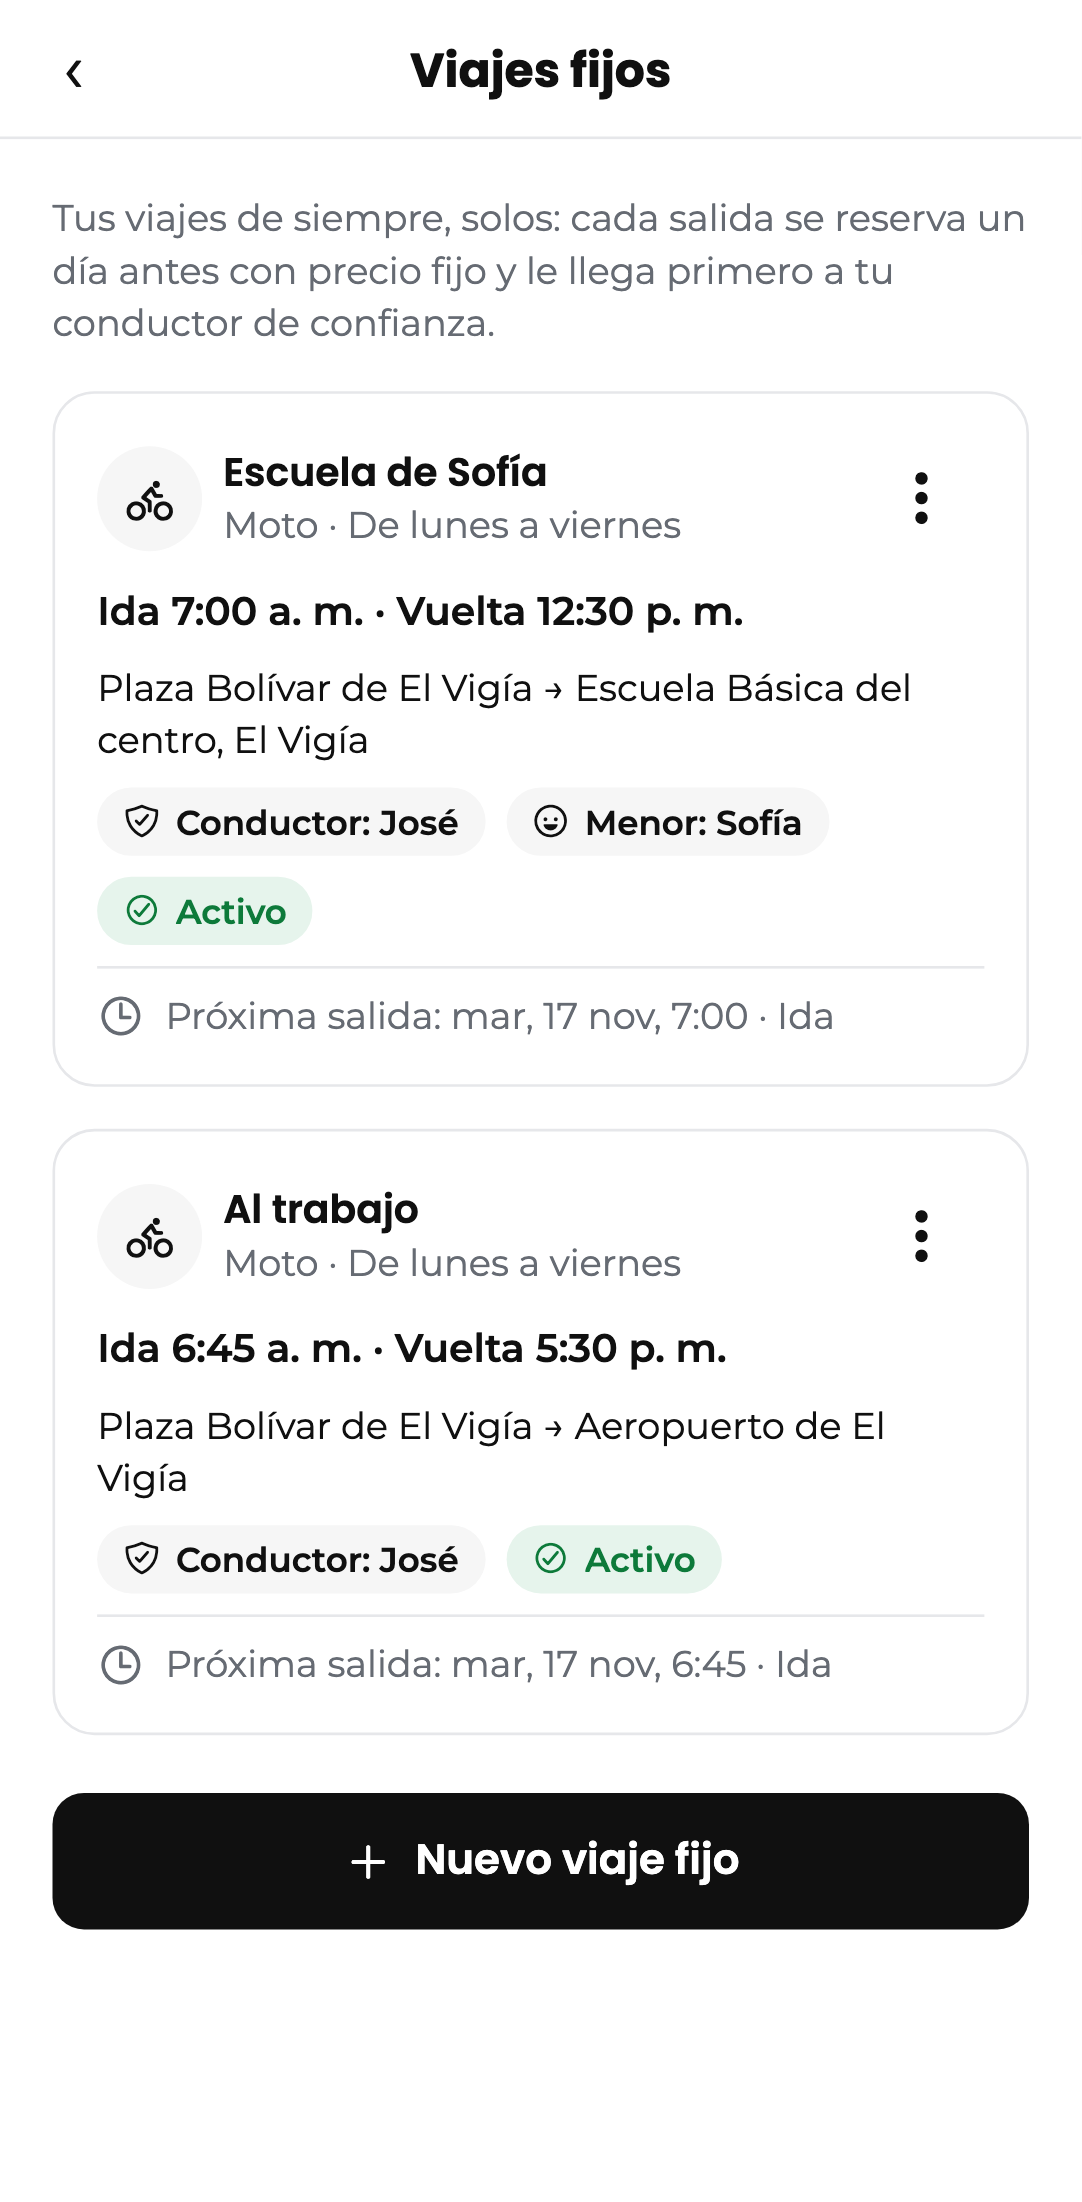 Viajes fijos
Tus viajes de siempre, solos: cada salida se reserva un
día antes con precio fijo y le llega primero a tu
conductor de confianza.
Escuela de Sofía
Moto · De lunes a viernes
Ida 7:00 a. m. · Vuelta 12:30 p. m.
Plaza Bolívar de El Vigía → Escuela Básica del
centro, El Vigía
Conductor: José
Menor: Sofía
Activo
Próxima salida: mar, 17 nov, 7:00 · Ida
Al trabajo
Moto · De lunes a viernes
Ida 6:45 a. m. · Vuelta 5:30 p. m.
Plaza Bolívar de El Vigía → Aeropuerto de El
Vigía
Conductor: José
Activo
Próxima salida: mar, 17 nov, 6:45 · Ida
+ Nuevo viaje fijo